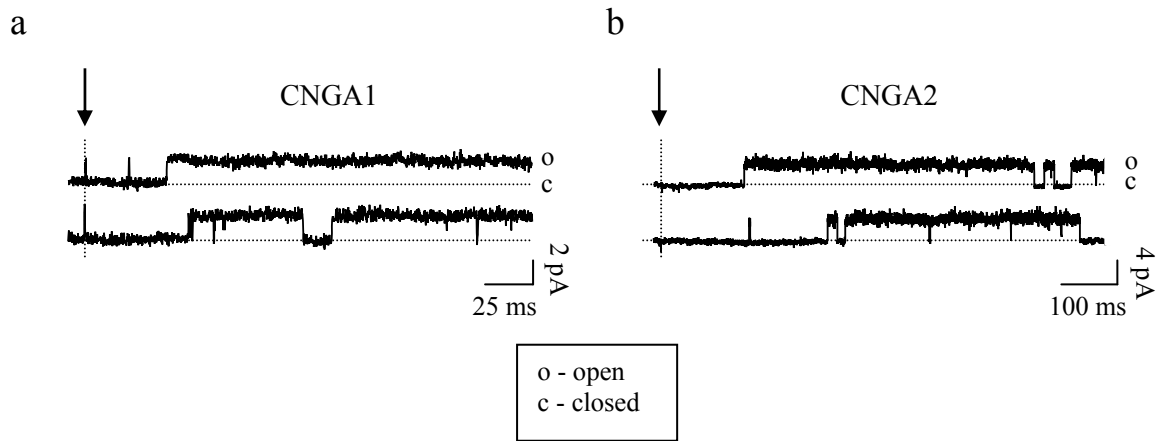 a
CNGA1
o
c
2 pA
25 ms
b
CNGA2
o
c
4 pA
100 ms
o - open
c - closed